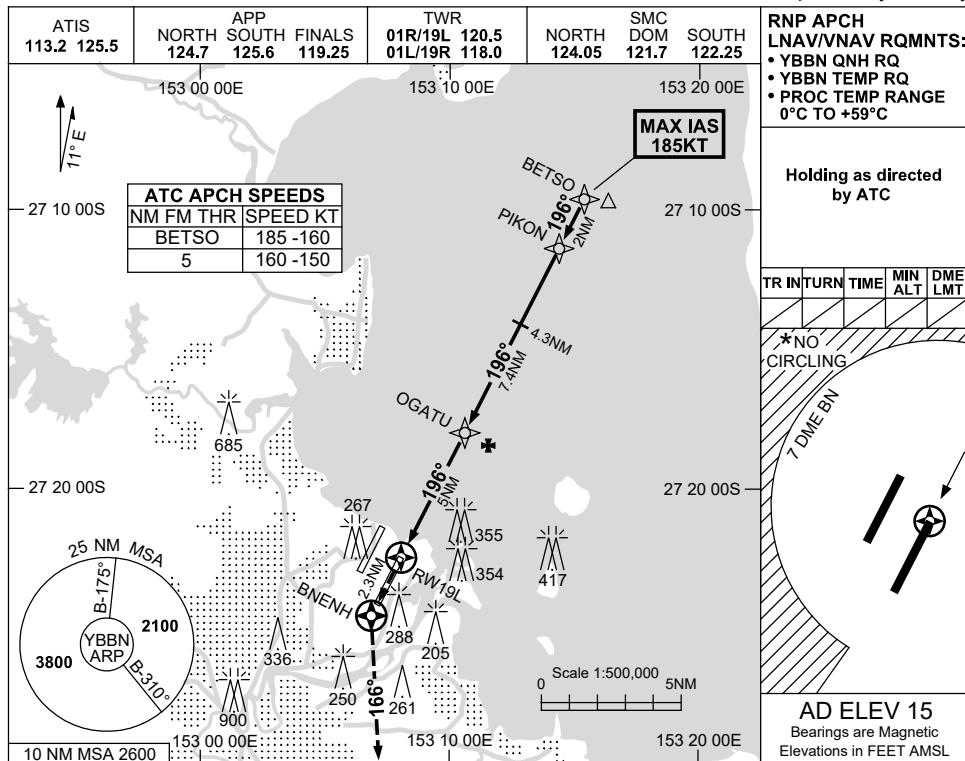 ATIS
113.2 125.5
APP
NORTH SOUTH FINALS
124.7 125.6 119.25
TWR
01R/19L 120.5
01L/19R 118.0
SMC
NORTH DOM SOUTH
124.05 121.7 122.25
RNP APCH
LNAV/VNAV RQMNTS:
• YBBN QNH RQ
• YBBN TEMP RQ
• PROC TEMP RANGE
0°C TO +59°C
153 00 00E
153 10 00E
153 20 00E
11° E
MAX IAS
185KT
BETSO
196°
2NM
PIKON
27 10 00S
27 10 00S
ATC APCH SPEEDS
NM FM THR SPEED KT
BETSO 185 -160
5 160 -150
Holding as directed
by ATC
TR IN TURN TIME MIN ALT DME LMT
4.3NM
196°
7.4NM
OGATU
685
*NO
CIRCLING
7 DME BN
27 20 00S
27 20 00S
196°
5NM
267
355
354
417
RW19L
2.3NM
BNENH
288
205
336
250
261
900
166°
25 NM MSA
B-175°
YBBN
ARP
2100
3800
B-310°
Scale 1:500,000
0 5NM
10 NM MSA 2600
153 00 00E
153 10 00E
153 20 00E
AD ELEV 15
Bearings are Magnetic
Elevations in FEET AMSL